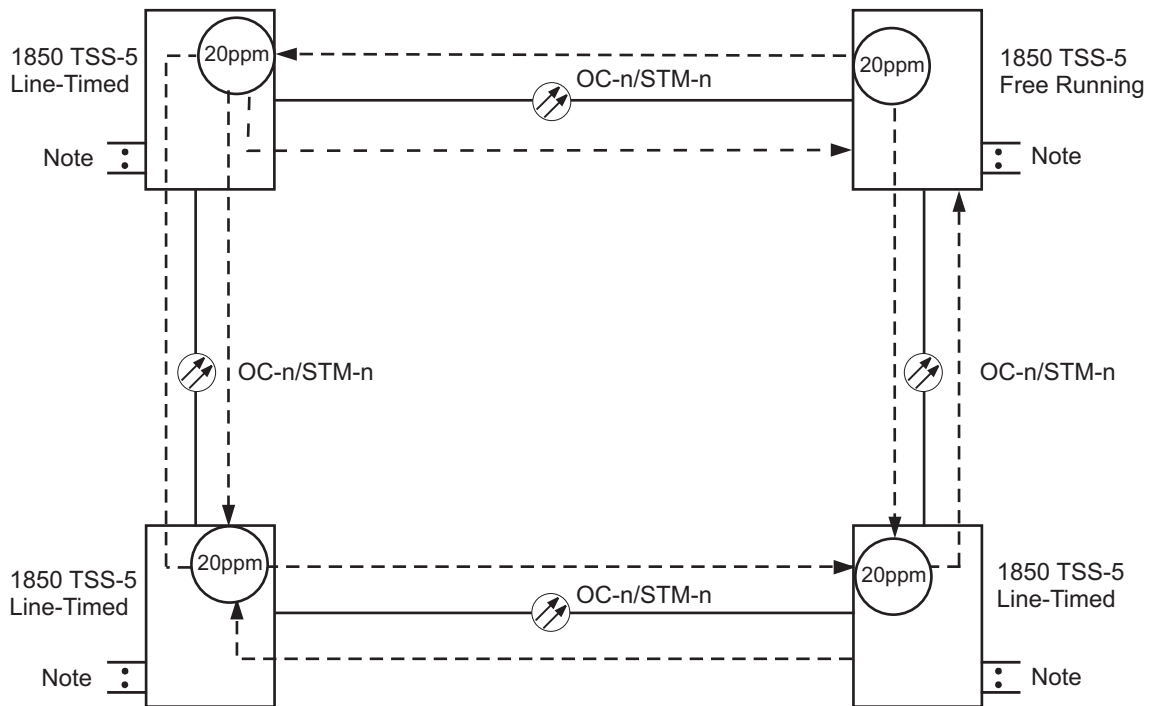 1850 TSS-5
Line-Timed
20ppm
OC-n/STM-n
20ppm
1850 TSS-5
Free Running
Note
Note
OC-n/STM-n
OC-n/STM-n
1850 TSS-5
Line-Timed
20ppm
OC-n/STM-n
20ppm
1850 TSS-5
Line-Timed
Note
Note